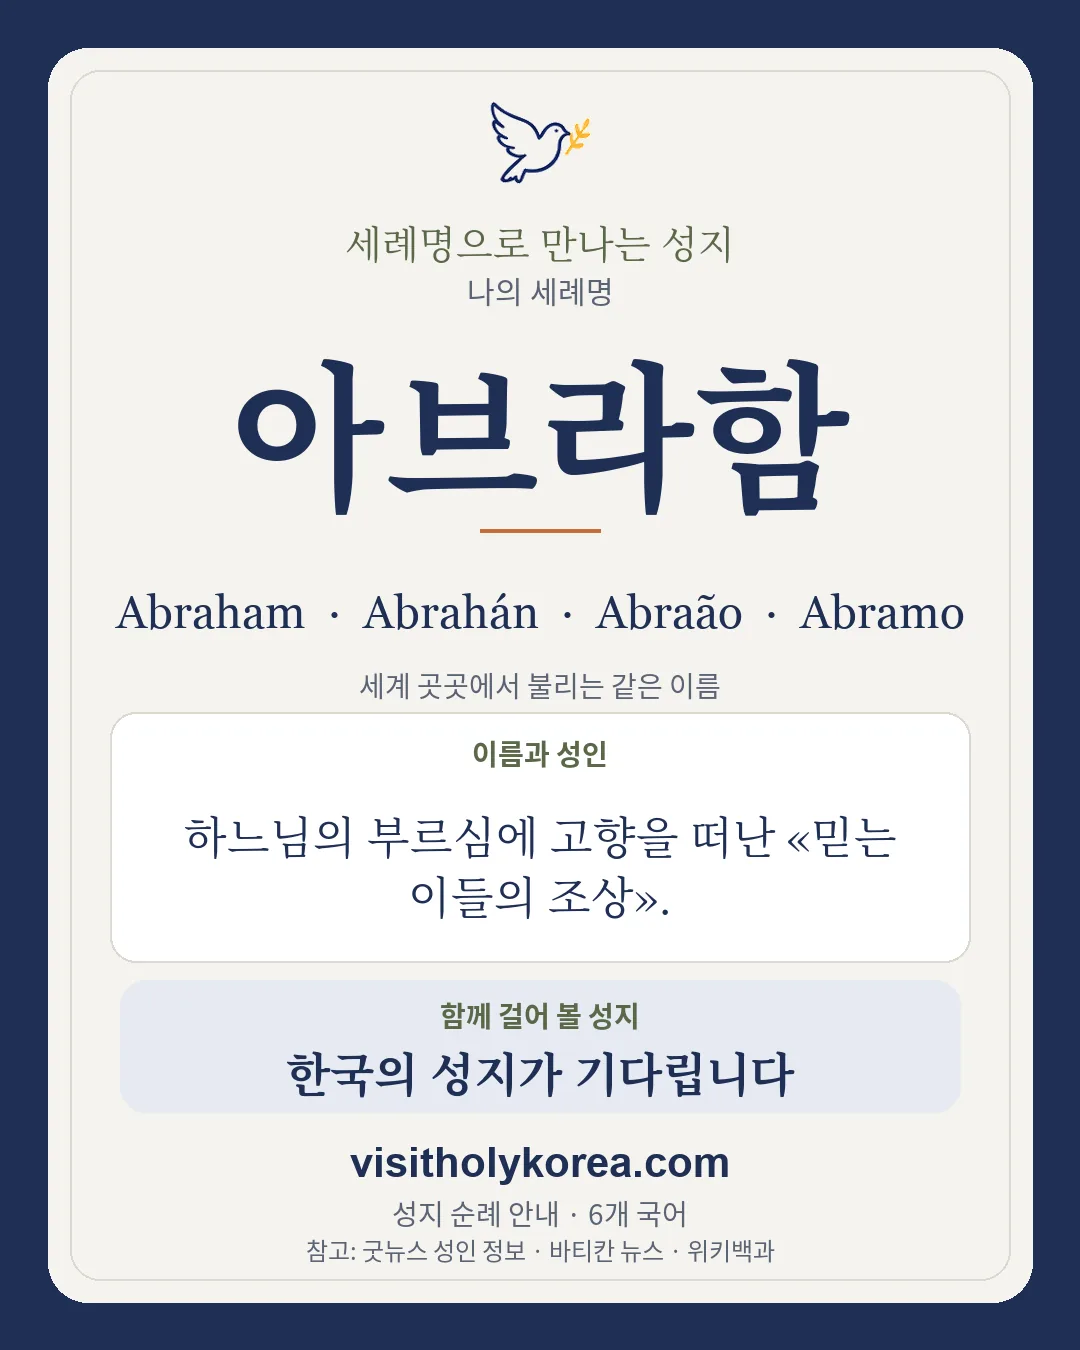 세례명으로 만나는 성지
나의 세례명
아브라함
Abraham · Abrahán · Abraão · Abramo
세계 곳곳에서 불리는 같은 이름
이름과 성인
하느님의 부르심에 고향을 떠난 «믿는
이들의 조상».
함께 걸어 볼 성지
한국의 성지가 기다립니다
visitholykorea.com
성지 순례 안내 · 6개 국어
참고: 굿뉴스 성인 정보 · 바티칸 뉴스 · 위키백과